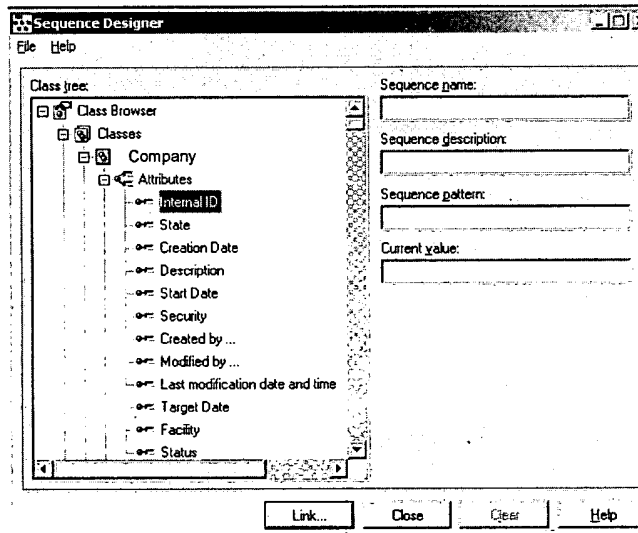 Sequence Designer
File Help
Class tree:
Class Browser
Classes
Company
Attributes
Internal ID
State
Creation Date
Description
Start Date
Security
Created by ...
Modified by ...
Last modification date and time
Target Date
Facility
Status
Sequence name:
Sequence description:
Sequence pattern:
Current value:
Link... Close Clear Help